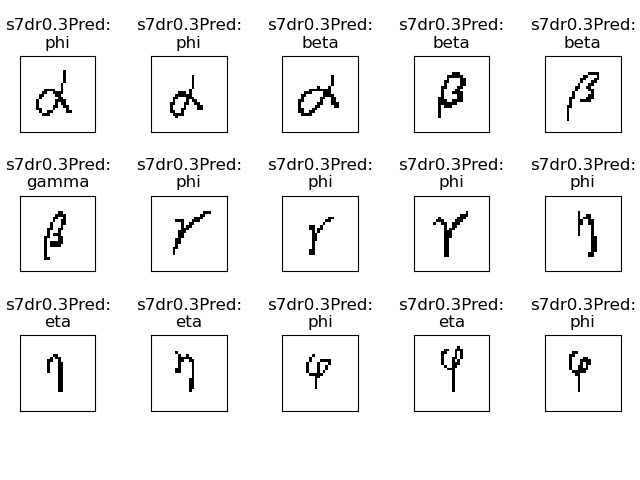 s7dr0.3Pred: s7dr0.3Pred: s7dr0.3Pred: s7dr0.3Pred: s7dr0.3Pred:
phi phi beta beta beta
α α α β β
s7dr0.3Pred: s7dr0.3Pred: s7dr0.3Pred: s7dr0.3Pred: s7dr0.3Pred:
gamma phi phi phi phi
β γ γ γ η
s7dr0.3Pred: s7dr0.3Pred: s7dr0.3Pred: s7dr0.3Pred: s7dr0.3Pred:
eta eta phi eta phi
η η φ φ φ